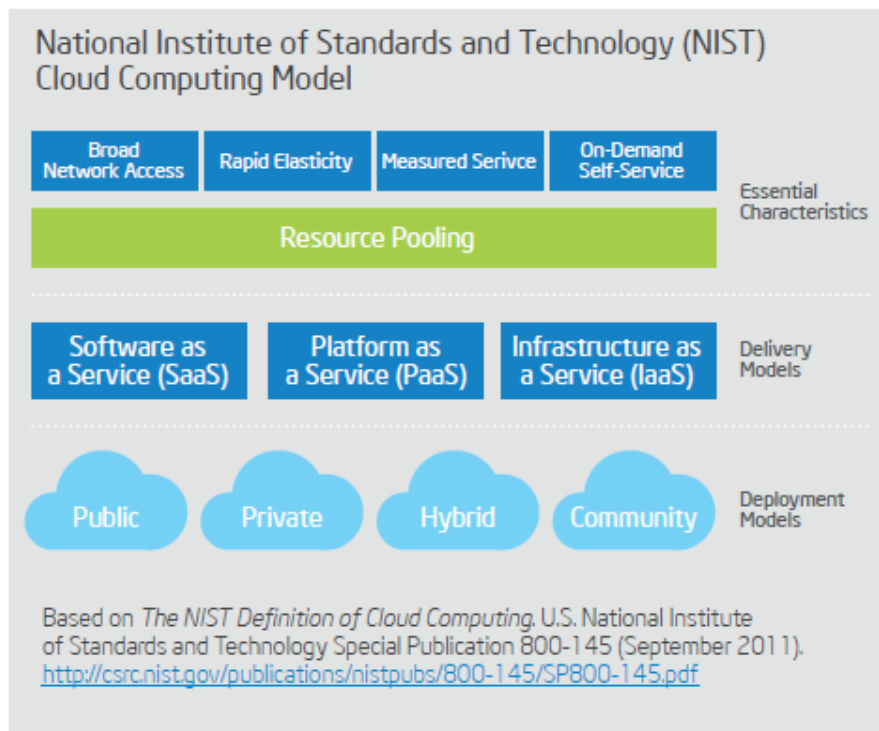 National Institute of Standards and Technology (NIST)
Cloud Computing Model
Broad
Network Access
Rapid Elasticity
Measured Serivce
On-Demand
Self-Service
Resource Pooling
Essential
Characteristics
Software as
a Service (SaaS)
Platform as
a Service (PaaS)
Infrastructure as
a Service (IaaS)
Delivery
Models
Public
Private
Hybrid
Community
Deployment
Models
Based on The NIST Definition of Cloud Computing. U.S. National Institute
of Standards and Technology Special Publication 800-145 (September 2011).
http://csrc.nist.gov/publications/nistpubs/800-145/SP800-145.pdf